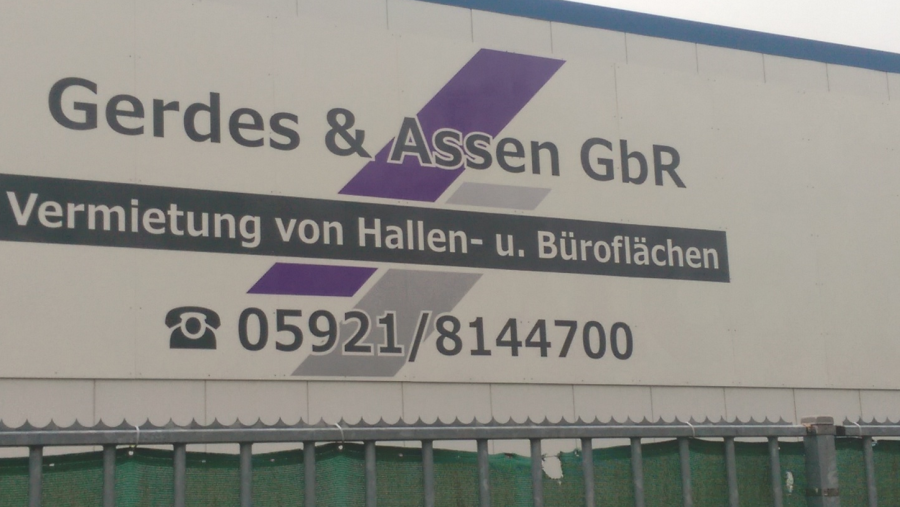 Gerdes & Assen GbR
Vermietung von Hallen- u. Büroflächen
☎ 05921/8144700